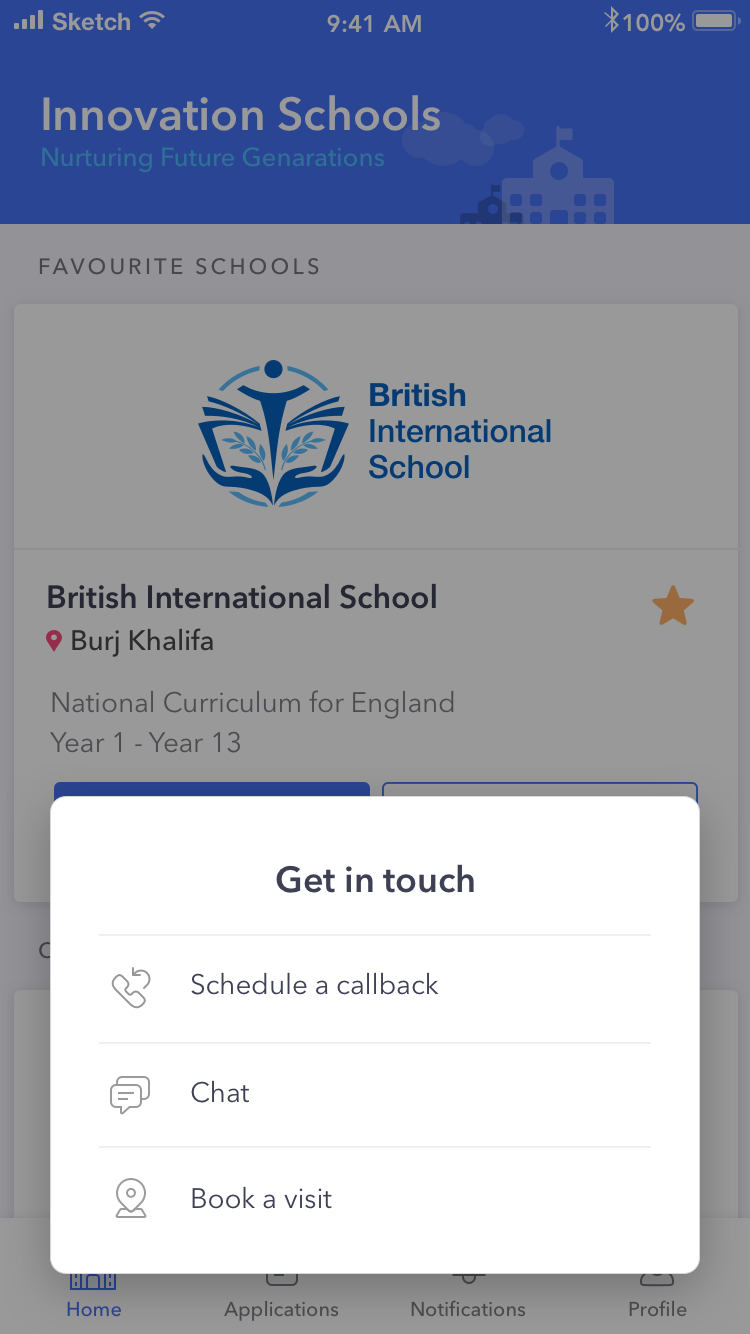 Sketch 9:41 AM 100%
Innovation Schools
Nurturing Future Genarations
FAVOURITE SCHOOLS
British
International
School
British International School
Burj Khalifa
National Curriculum for England
Year 1 - Year 13
Get in touch
Schedule a callback
Chat
Book a visit
Home Applications Notifications Profile